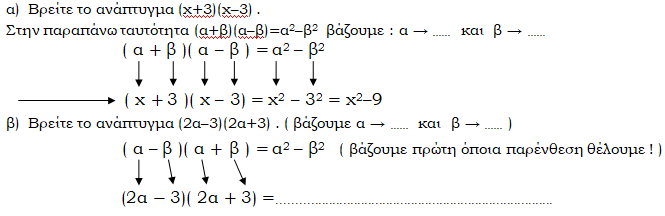 α) Βρείτε το ανάπτυγμα (x+3)(x–3) .
Στην παραπάνω ταυτότητα (α+β)(α–β)=α²–β² βάζουμε : α → ...... και β → ......
( α + β )( α – β ) = α² – β²
( x + 3 )( x – 3) = x² – 3² = x²–9
β) Βρείτε το ανάπτυγμα (2α–3)(2α+3) . ( βάζουμε α → ...... και β → ...... )
( α – β )( α + β ) = α² – β² ( βάζουμε πρώτη όποια παρένθεση θέλουμε ! )
(2α – 3)( 2α + 3) =........................................................................